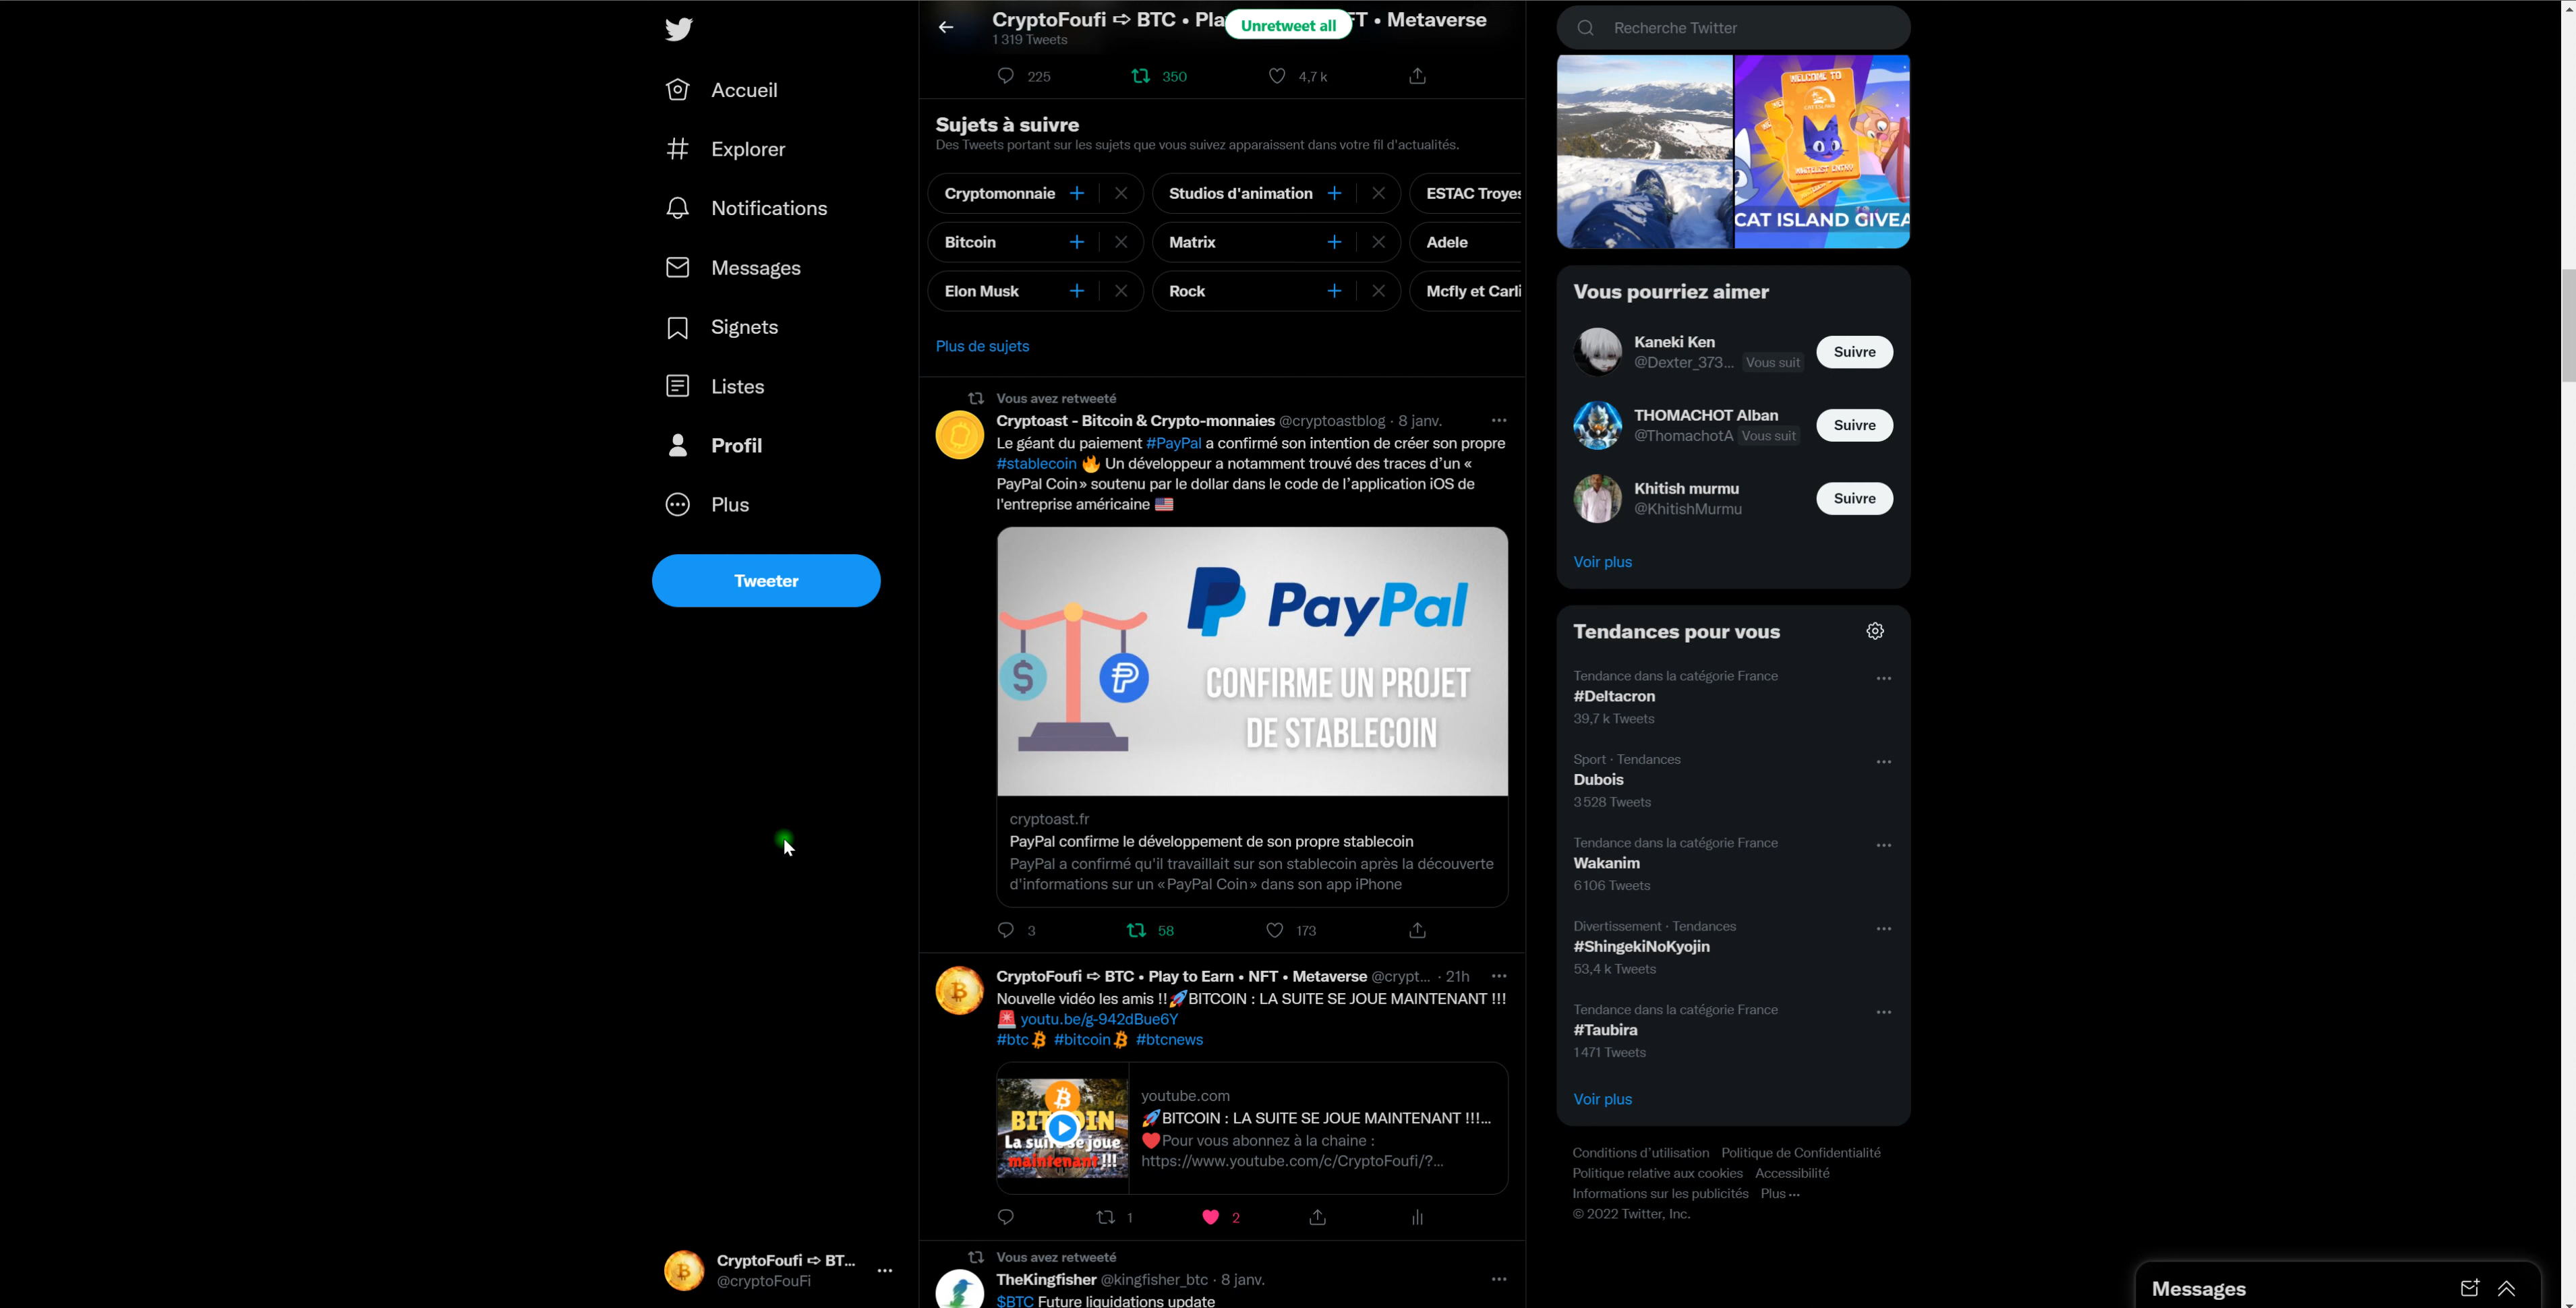 Accueil
Explorer
Notifications
Messages
Signets
Listes
Profil
Plus
Tweeter
CryptoFoufi ➪ BT...
@cryptoFouFi
CryptoFoufi ➪ BTC • Pla
Unretweet all
FT • Metaverse
1 319 Tweets
225
350
4,7 k
Sujets à suivre
Des Tweets portant sur les sujets que vous suivez apparaissent dans votre fil d'actualités.
Cryptomonnaie
Studios d'animation
ESTAC Troyes
Bitcoin
Matrix
Adele
Elon Musk
Rock
Mcfly et Carli
Plus de sujets
Vous avez retweeté
Cryptoast - Bitcoin & Crypto-monnaies @cryptoastblog · 8 janv.
Le géant du paiement #PayPal a confirmé son intention de créer son propre
#stablecoin 🔥 Un développeur a notamment trouvé des traces d’un «
PayPal Coin» soutenu par le dollar dans le code de l’application iOS de
l'entreprise américaine 🇺🇸
PayPal
CONFIRME UN PROJET
DE STABLECOIN
cryptoast.fr
PayPal confirme le développement de son propre stablecoin
PayPal a confirmé qu'il travaillait sur son stablecoin après la découverte
d'informations sur un «PayPal Coin» dans son app iPhone
3
58
173
CryptoFoufi ➪ BTC • Play to Earn • NFT • Metaverse @crypt... · 21h
Nouvelle vidéo les amis !!🚀BITCOIN : LA SUITE SE JOUE MAINTENANT !!!
🚨 youtu.be/g-942dBue6Y
#btc #bitcoin #btcnews
BITCOIN
La suite se joue
maintenant !!!
youtube.com
🚀BITCOIN : LA SUITE SE JOUE MAINTENANT !!!...
❤️Pour vous abonnez à la chaine :
https://www.youtube.com/c/CryptoFoufi/?...
1
2
Vous avez retweeté
TheKingfisher @kingfisher_btc · 8 janv.
$BTC Future liquidations update
Recherche Twitter
WELCOME TO
CAT ISLAND GIVEA
Vous pourriez aimer
Kaneki Ken
@Dexter_373... Vous suit
Suivre
THOMACHOT Alban
@ThomachotA Vous suit
Suivre
Khitish murmu
@KhitishMurmu
Suivre
Voir plus
Tendances pour vous
Tendance dans la catégorie France
#Deltacron
39,7 k Tweets
Sport · Tendances
Dubois
3 528 Tweets
Tendance dans la catégorie France
Wakanim
6 106 Tweets
Divertissement · Tendances
#ShingekiNoKyojin
53,4 k Tweets
Tendance dans la catégorie France
#Taubira
1 471 Tweets
Voir plus
Conditions d’utilisation Politique de Confidentialité
Politique relative aux cookies Accessibilité
Informations sur les publicités Plus ···
© 2022 Twitter, Inc.
Messages